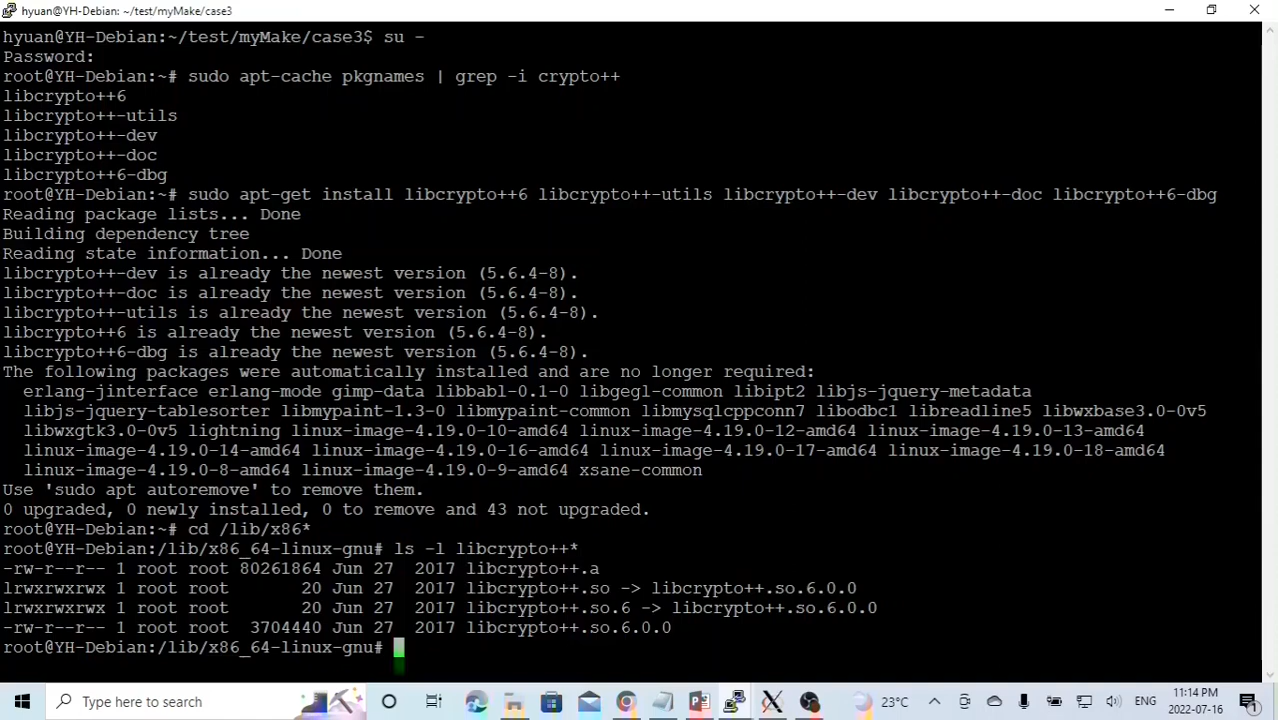 hyuan@YH-Debian: ~/test/myMake/case3
hyuan@YH-Debian:~/test/myMake/case3$ su -
Password:
root@YH-Debian:~# sudo apt-cache pkgnames | grep -i crypto++
libcrypto++6
libcrypto++-utils
libcrypto++-dev
libcrypto++-doc
libcrypto++6-dbg
root@YH-Debian:~# sudo apt-get install libcrypto++6 libcrypto++-utils libcrypto++-dev libcrypto++-doc libcrypto++6-dbg
Reading package lists... Done
Building dependency tree
Reading state information... Done
libcrypto++-dev is already the newest version (5.6.4-8).
libcrypto++-doc is already the newest version (5.6.4-8).
libcrypto++-utils is already the newest version (5.6.4-8).
libcrypto++6 is already the newest version (5.6.4-8).
libcrypto++6-dbg is already the newest version (5.6.4-8).
The following packages were automatically installed and are no longer required:
erlang-jinterface erlang-mode gimp-data libbabl-0.1-0 libgegl-common libipt2 libjs-jquery-metadata
libjs-jquery-tablesorter libmypaint-1.3-0 libmypaint-common libmysqlcppconn7 libodbc1 libreadline5 libwxbase3.0-0v5
libwxgtk3.0-0v5 lightning linux-image-4.19.0-10-amd64 linux-image-4.19.0-12-amd64 linux-image-4.19.0-13-amd64
linux-image-4.19.0-14-amd64 linux-image-4.19.0-16-amd64 linux-image-4.19.0-17-amd64 linux-image-4.19.0-18-amd64
linux-image-4.19.0-8-amd64 linux-image-4.19.0-9-amd64 xsane-common
Use 'sudo apt autoremove' to remove them.
0 upgraded, 0 newly installed, 0 to remove and 43 not upgraded.
root@YH-Debian:~# cd /lib/x86*
root@YH-Debian:/lib/x86_64-linux-gnu# ls -l libcrypto++*
-rw-r--r-- 1 root root 80261864 Jun 27  2017 libcrypto++.a
lrwxrwxrwx 1 root root       20 Jun 27  2017 libcrypto++.so -> libcrypto++.so.6.0.0
lrwxrwxrwx 1 root root       20 Jun 27  2017 libcrypto++.so.6 -> libcrypto++.so.6.0.0
-rw-r--r-- 1 root root  3704440 Jun 27  2017 libcrypto++.so.6.0.0
root@YH-Debian:/lib/x86_64-linux-gnu#
Type here to search
23°C
ENG
11:14 PM
2022-07-16
1